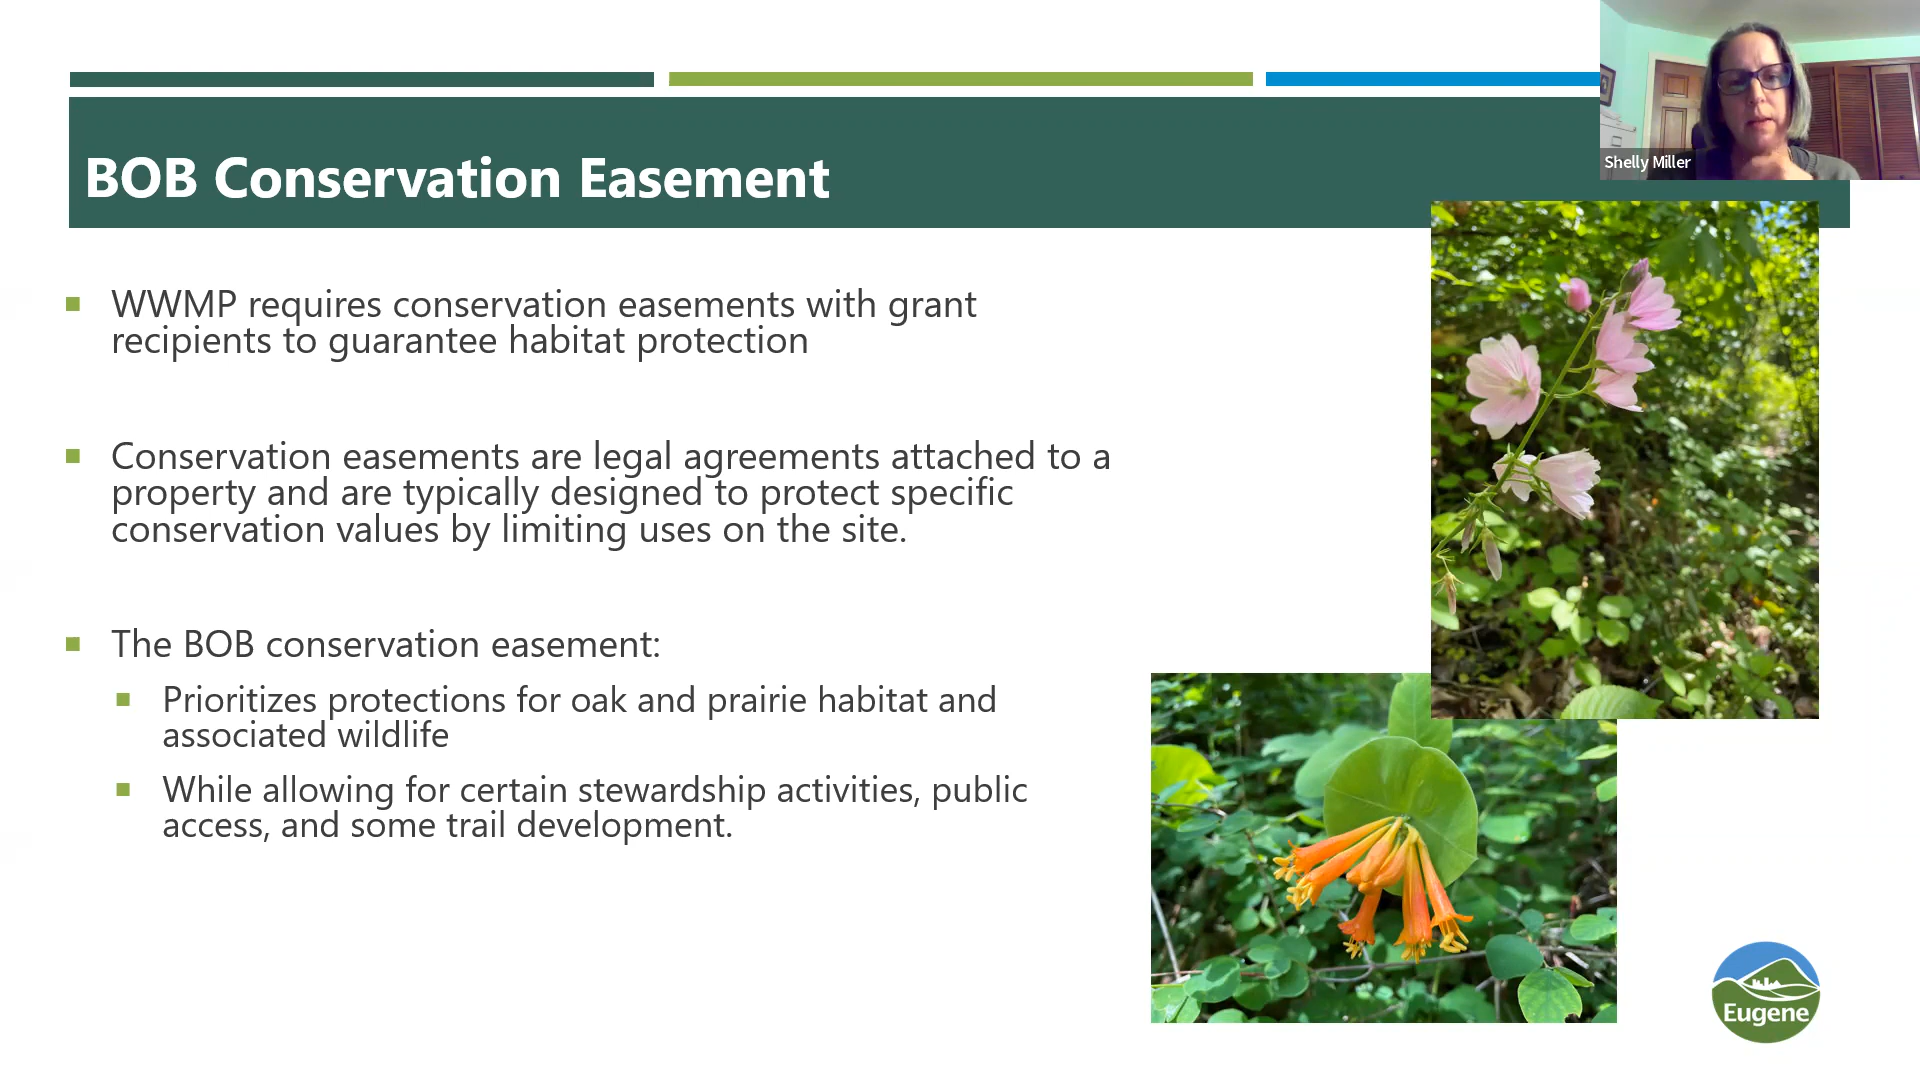 Shelly Miller
BOB Conservation Easement
WWMP requires conservation easements with grant
recipients to guarantee habitat protection
Conservation easements are legal agreements attached to a
property and are typically designed to protect specific
conservation values by limiting uses on the site.
The BOB conservation easement:
Prioritizes protections for oak and prairie habitat and
associated wildlife
While allowing for certain stewardship activities, public
access, and some trail development.
Eugene